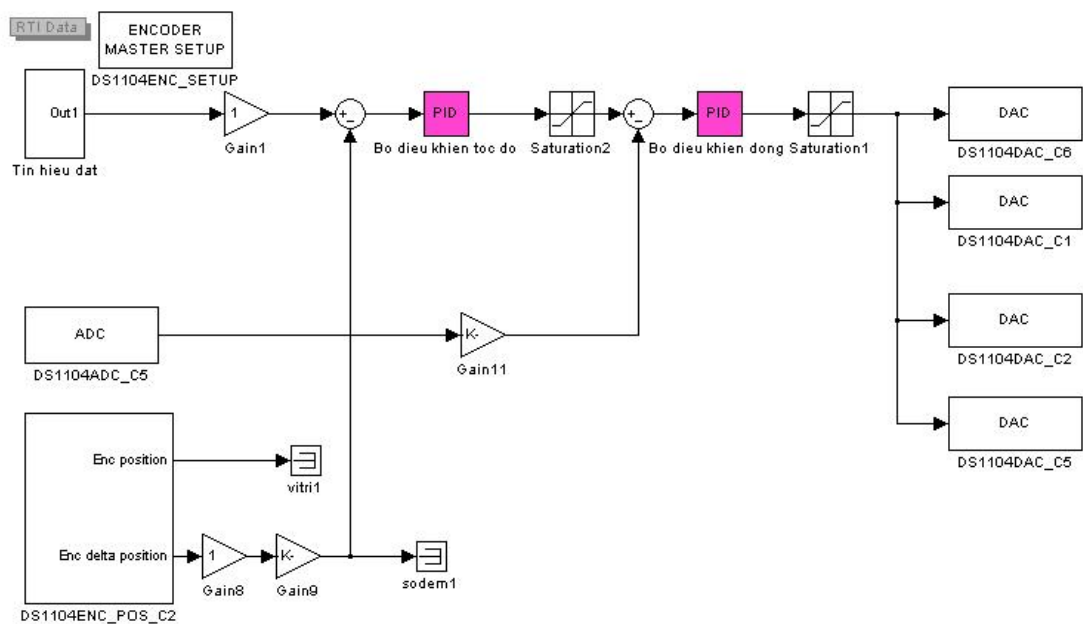 RTI Data
ENCODER
MASTER SETUP
DS1104ENC_SETUP
Out1
Tin hieu dat
1
Gain1
PID
Bo dieu khien toc do
Saturation2
PID
Bo dieu khien dong
Saturation1
DAC
DS1104DAC_C6
DAC
DS1104DAC_C1
DAC
DS1104DAC_C2
DAC
DS1104DAC_C5
ADC
DS1104ADC_C5
K-
Gain11
Enc position
vitri1
Enc delta position
1
Gain8
K-
Gain9
sodem1
DS1104ENC_POS_C2